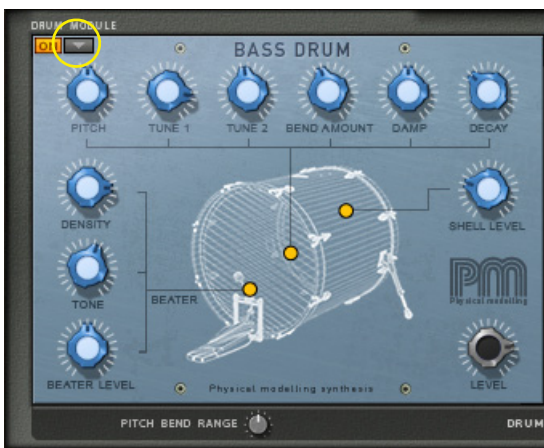 DRUM MODULE
ON
BASS DRUM
PITCH TUNE 1 TUNE 2 BEND AMOUNT DAMP DECAY
DENSITY
SHELL LEVEL
TONE
BEATER
PM
Physical modelling
BEATER LEVEL
LEVEL
Physical modelling synthesis
PITCH BEND RANGE
DRUM